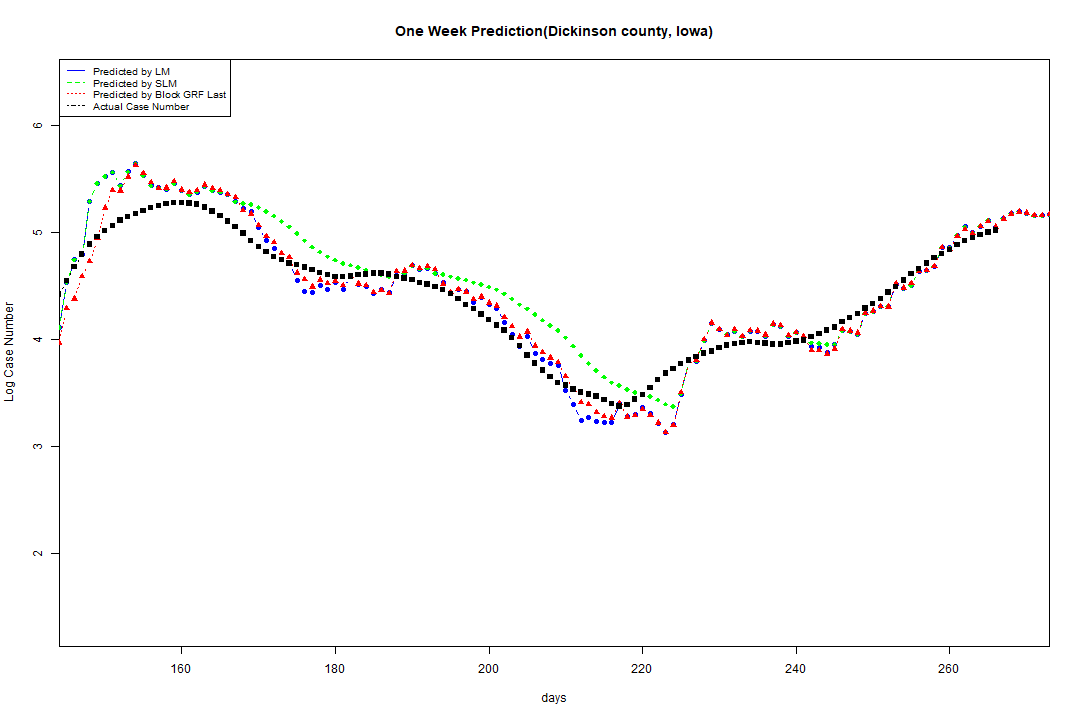 One Week Prediction(Dickinson county, Iowa)
Predicted by LM
Predicted by SLM
Predicted by Block GRF Last
Actual Case Number
6
5
4
3
2
Log Case Number
160 180 200 220 240 260
days